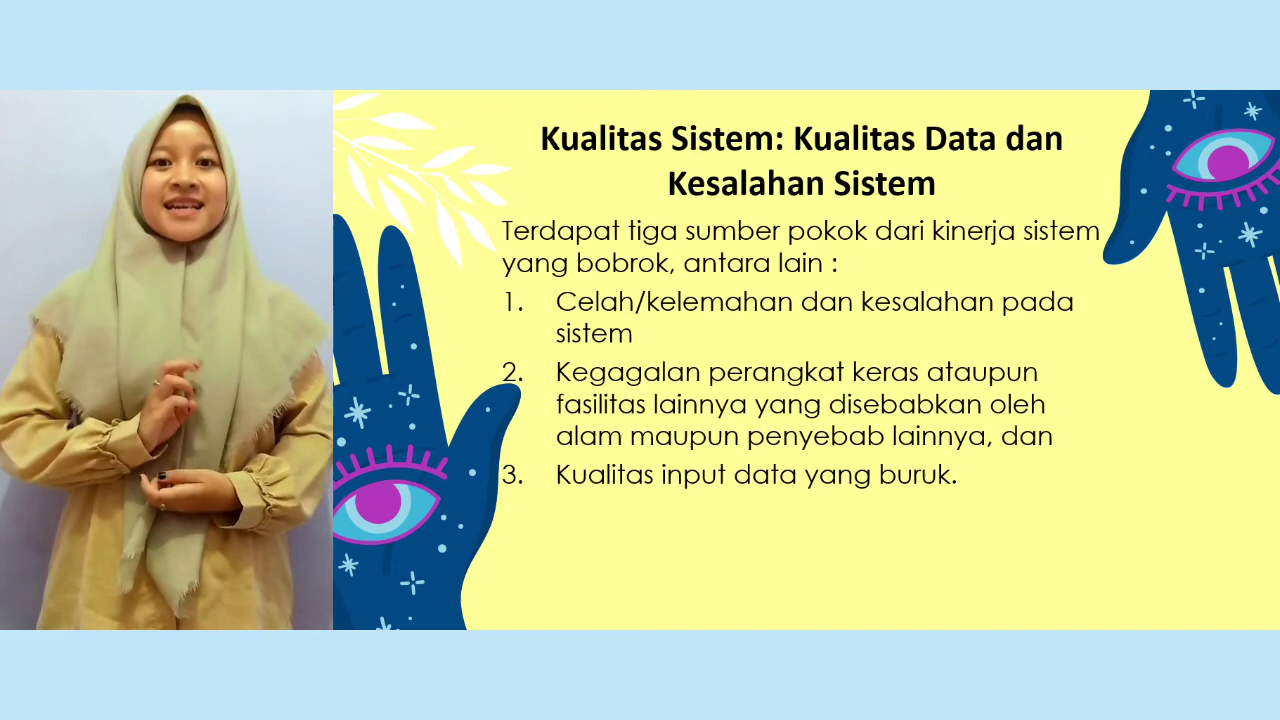 Kualitas Sistem: Kualitas Data dan
Kesalahan Sistem
Terdapat tiga sumber pokok dari kinerja sistem
yang bobrok, antara lain :
1. Celah/kelemahan dan kesalahan pada
sistem
2. Kegagalan perangkat keras ataupun
fasilitas lainnya yang disebabkan oleh
alam maupun penyebab lainnya, dan
3. Kualitas input data yang buruk.